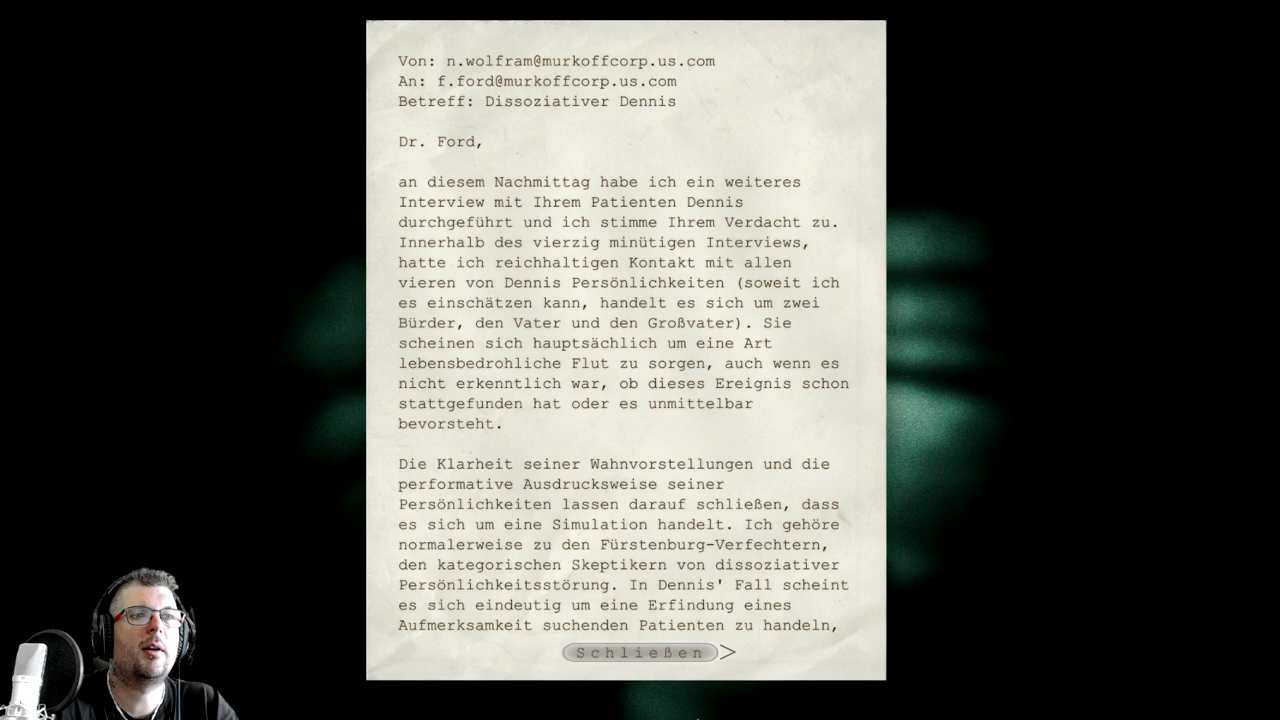 Von: n.wolfram@murkoffcorp.us.com
An: f.ford@murkoffcorp.us.com
Betreff: Dissoziativer Dennis
Dr. Ford,
an diesem Nachmittag habe ich ein weiteres
Interview mit Ihrem Patienten Dennis
durchgeführt und ich stimme Ihrem Verdacht zu.
Innerhalb des vierzig minütigen Interviews,
hatte ich reichhaltigen Kontakt mit allen
vieren von Dennis Persönlichkeiten (soweit ich
es einschätzen kann, handelt es sich um zwei
Bürder, den Vater und den Großvater). Sie
scheinen sich hauptsächlich um eine Art
lebensbedrohliche Flut zu sorgen, auch wenn es
nicht erkenntlich war, ob dieses Ereignis schon
stattgefunden hat oder es unmittelbar
bevorsteht.
Die Klarheit seiner Wahnvorstellungen und die
performative Ausdrucksweise seiner
Persönlichkeiten lassen darauf schließen, dass
es sich um eine Simulation handelt. Ich gehöre
normalerweise zu den Fürstenburg-Verfechtern,
den kategorischen Skeptikern von dissoziativer
Persönlichkeitsstörung. In Dennis' Fall scheint
es sich eindeutig um eine Erfindung eines
Aufmerksamkeit suchenden Patienten zu handeln,
Schließen >